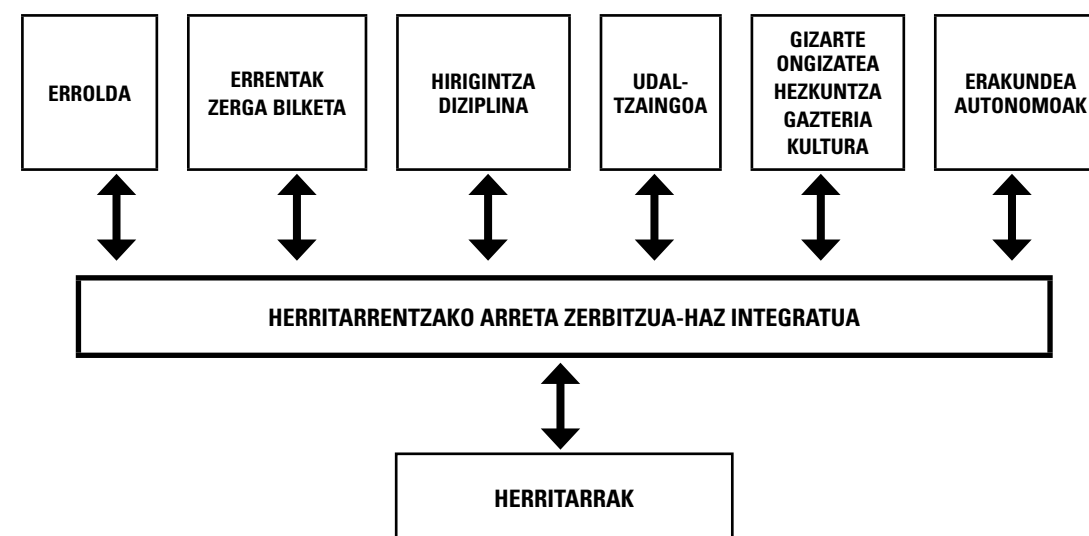 ERROLDA
ERRENTAK
ZERGA BILKETA
HIRIGINTZA
DIZIPLINA
UDAL-
TZAINGOA
GIZARTE
ONGIZATEA
HEZKUNTZA
GAZTERIA
KULTURA
ERAKUNDEA
AUTONOMOAK
HERRITARRENTZAKO ARRETA ZERBITZUA-HAZ INTEGRATUA
HERRITARRAK